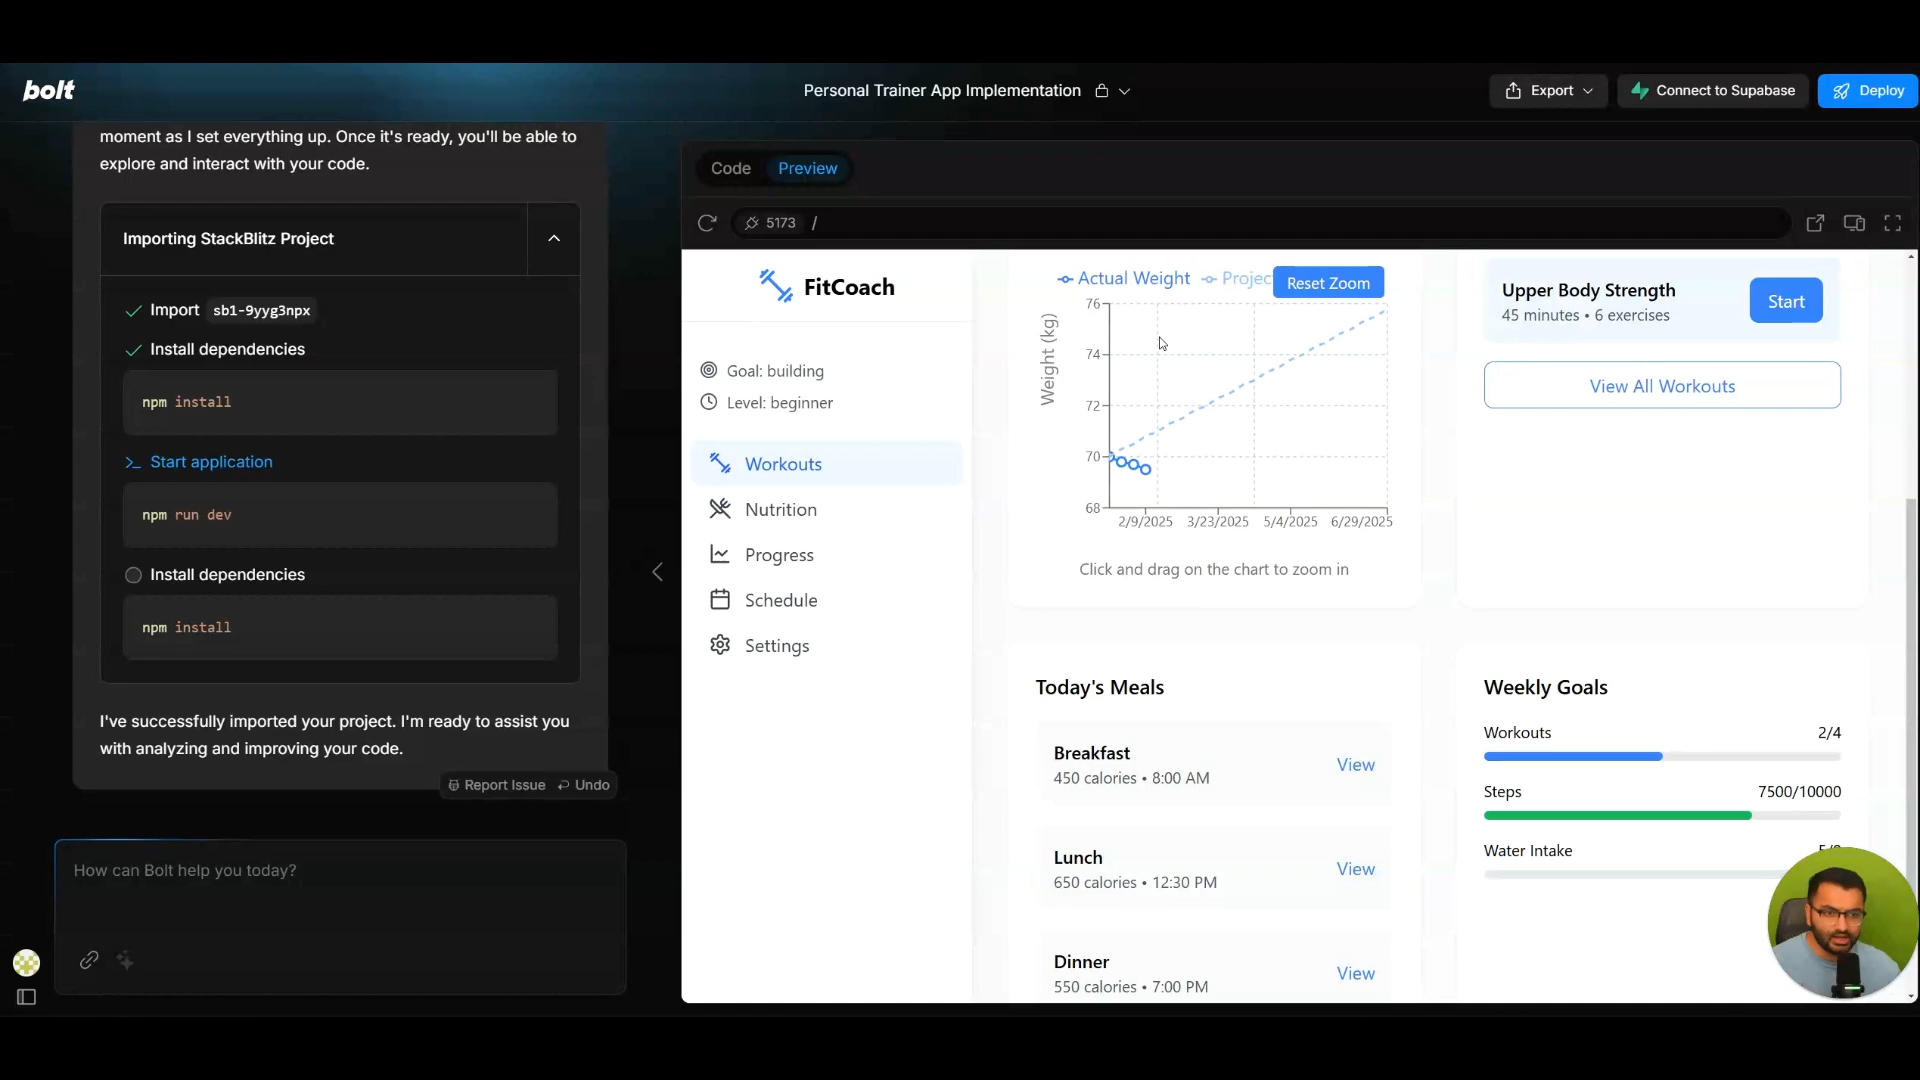 bolt
Personal Trainer App Implementation
Export
Connect to Supabase
Deploy
moment as I set everything up. Once it's ready, you'll be able to
explore and interact with your code.
Importing StackBlitz Project
Import sb1-9yyg3npx
Install dependencies
npm install
Start application
npm run dev
Install dependencies
npm install
I've successfully imported your project. I'm ready to assist you
with analyzing and improving your code.
Report Issue
Undo
How can Bolt help you today?
Code
Preview
5173 /
FitCoach
Goal: building
Level: beginner
Workouts
Nutrition
Progress
Schedule
Settings
Actual Weight
Reset Zoom
Weight (kg)
76
74
72
70
68
2/9/2025 3/23/2025 5/4/2025 6/29/2025
Click and drag on the chart to zoom in
Upper Body Strength
45 minutes • 6 exercises
Start
View All Workouts
Today's Meals
Breakfast
450 calories • 8:00 AM
View
Lunch
650 calories • 12:30 PM
View
Dinner
550 calories • 7:00 PM
View
Weekly Goals
Workouts 2/4
Steps 7500/10000
Water Intake